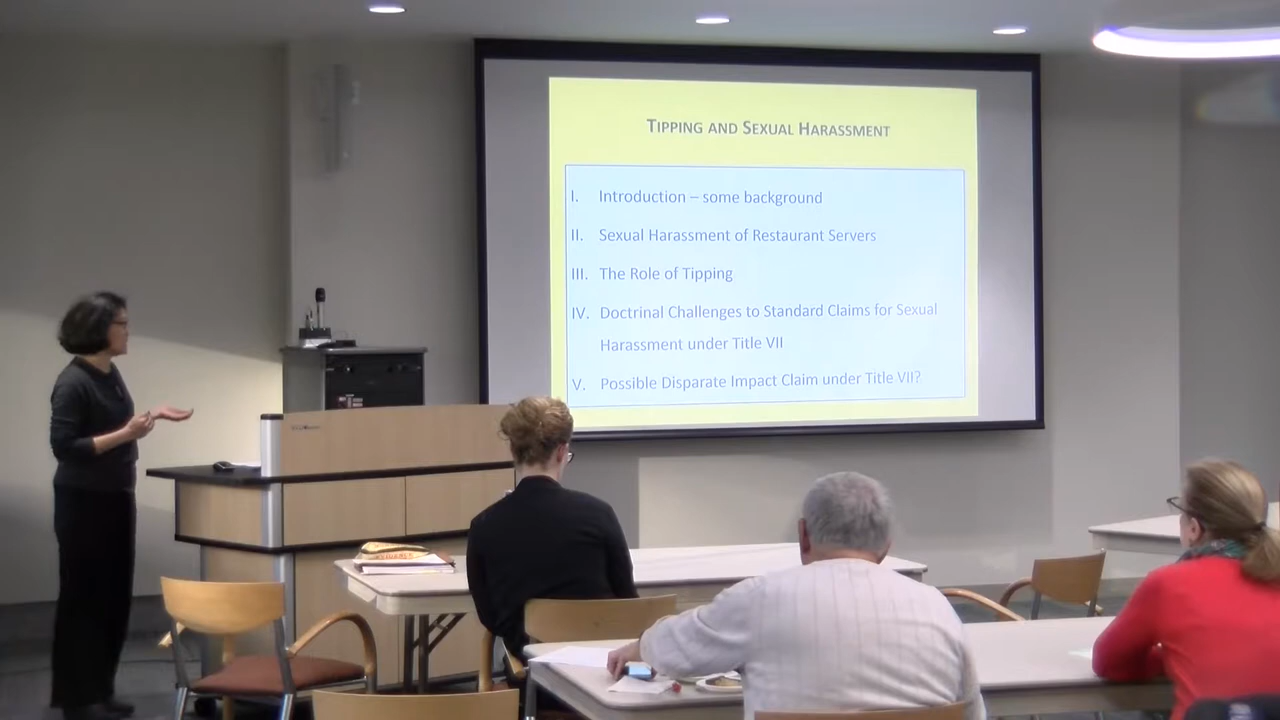 TIPPING AND SEXUAL HARASSMENT
I. Introduction – some background
II. Sexual Harassment of Restaurant Servers
III. The Role of Tipping
IV. Doctrinal Challenges to Standard Claims for Sexual
Harassment under Title VII
V. Possible Disparate Impact Claim under Title VII?